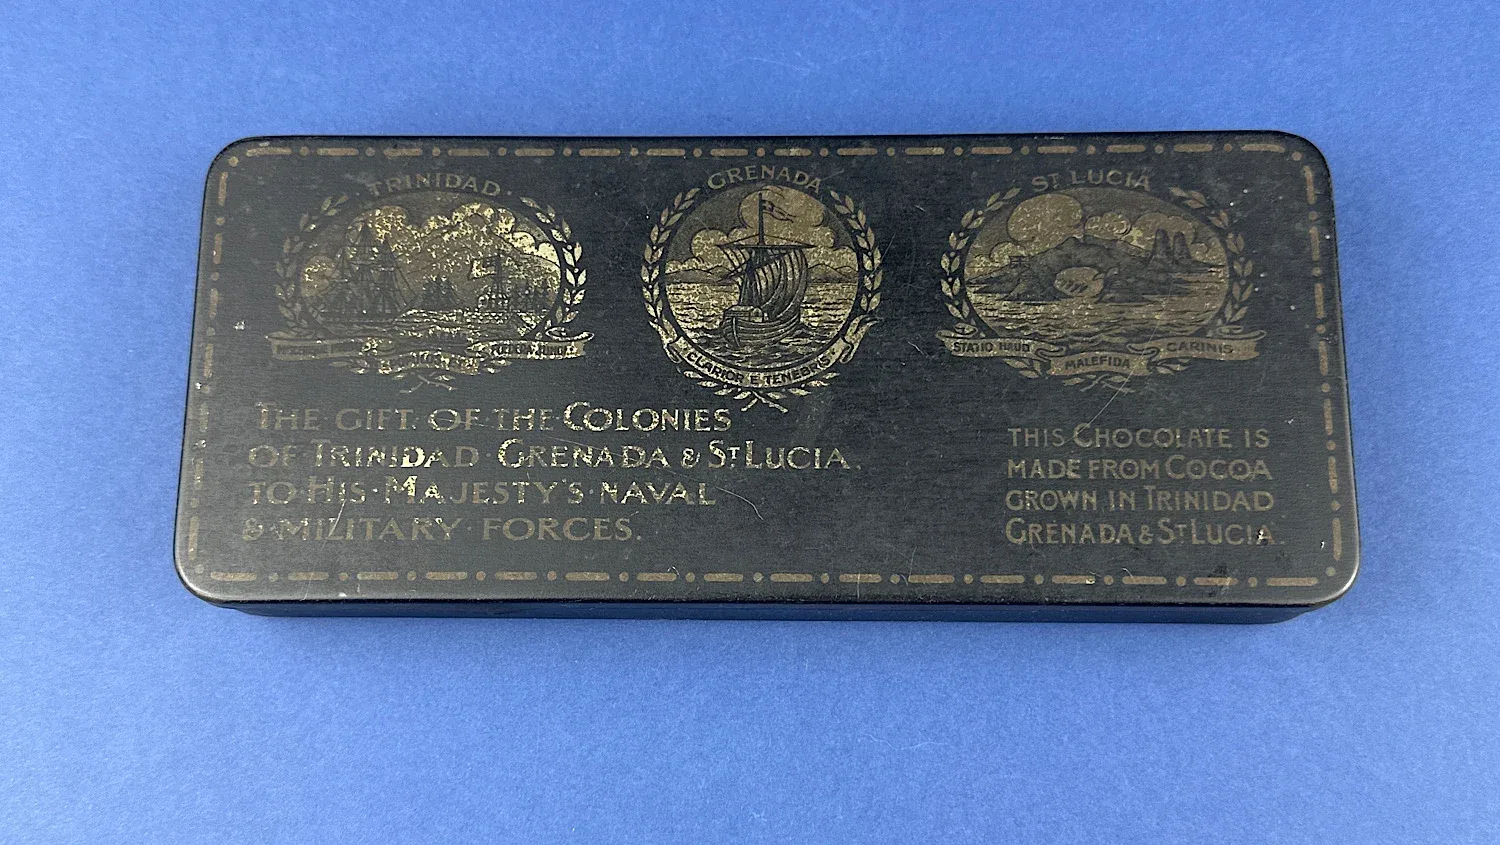 TRINIDAD
GRENADA
ST LUCIA
CLARIOR E TENEBRIS
STATIO HAUD
MALEFIDA
CARINIS
THE GIFT OF THE COLONIES
OF TRINIDAD GRENADA & ST LUCIA.
TO HIS MAJESTY'S NAVAL
& MILITARY FORCES.
THIS CHOCOLATE IS
MADE FROM COCOA
GROWN IN TRINIDAD
GRENADA & ST LUCIA.